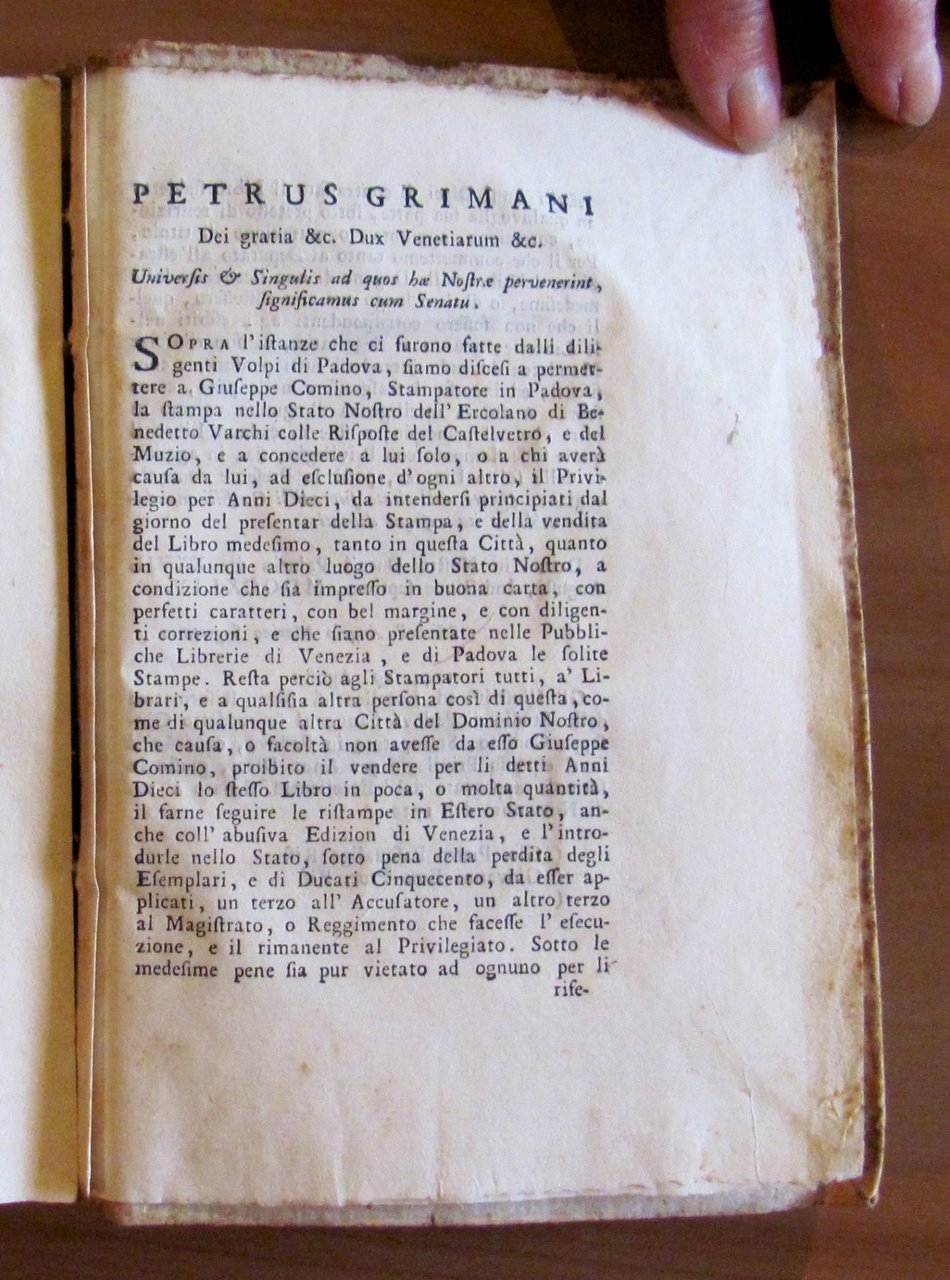 PETRUS GRIMANI
Dei gratia &c. Dux Venetiarum &c.
Univerſis & Singulis ad quos hæ Noſtræ pervenerint,
ſignificamus cum Senatu.
SOPRA l'iſtanze che ci furono fatte dalli dili-
genti Volpi di Padova, ſiamo diſceſi a permet-
tere a Giuſeppe Comino, Stampatore in Padova,
la ſtampa nello Stato Noſtro dell' Ercolano di Be-
nedetto Varchi colle Riſpoſte del Caſtelvetro, e del
Muzio, e a concedere a lui ſolo, o a chi averà
cauſa da lui, ad eſcluſione d'ogni altro, il Privi-
legio per Anni Dieci, da intenderſi principiati dal
giorno del preſentar della Stampa, e della vendita
del Libro medeſimo, tanto in queſta Città, quanto
in qualunque altro luogo dello Stato Noſtro, a
condizione che ſia impreſſo in buona carta, con
perfetti caratteri, con bel margine, e con diligen-
ti correzioni, e che ſiano preſentate nelle Pubbli-
che Librerie di Venezia, e di Padova le ſolite
Stampe. Reſta perciò agli Stampatori tutti, a' Li-
brari, e a qualſiſia altra perſona così di queſta, co-
me di qualunque altra Città del Dominio Noſtro,
che cauſa, o facoltà non aveſſe da eſſo Giuſeppe
Comino, proibito il vendere per li detti Anni
Dieci lo ſteſſo Libro in poca, o molta quantità,
il farne ſeguire le riſtampe in Eſtero Stato, an-
che coll' abuſiva Edizion di Venezia, e l'intro-
durle nello Stato, ſotto pena della perdita degli
Eſemplari, e di Ducati Cinquecento, da eſſer ap-
plicati, un terzo all' Accuſatore, un altro terzo
al Magiſtrato, o Reggimento che faceſſe l' eſecu-
zione, e il rimanente al Privilegiato. Sotto le
medeſime pene ſia pur vietato ad ognuno per li
riſe-